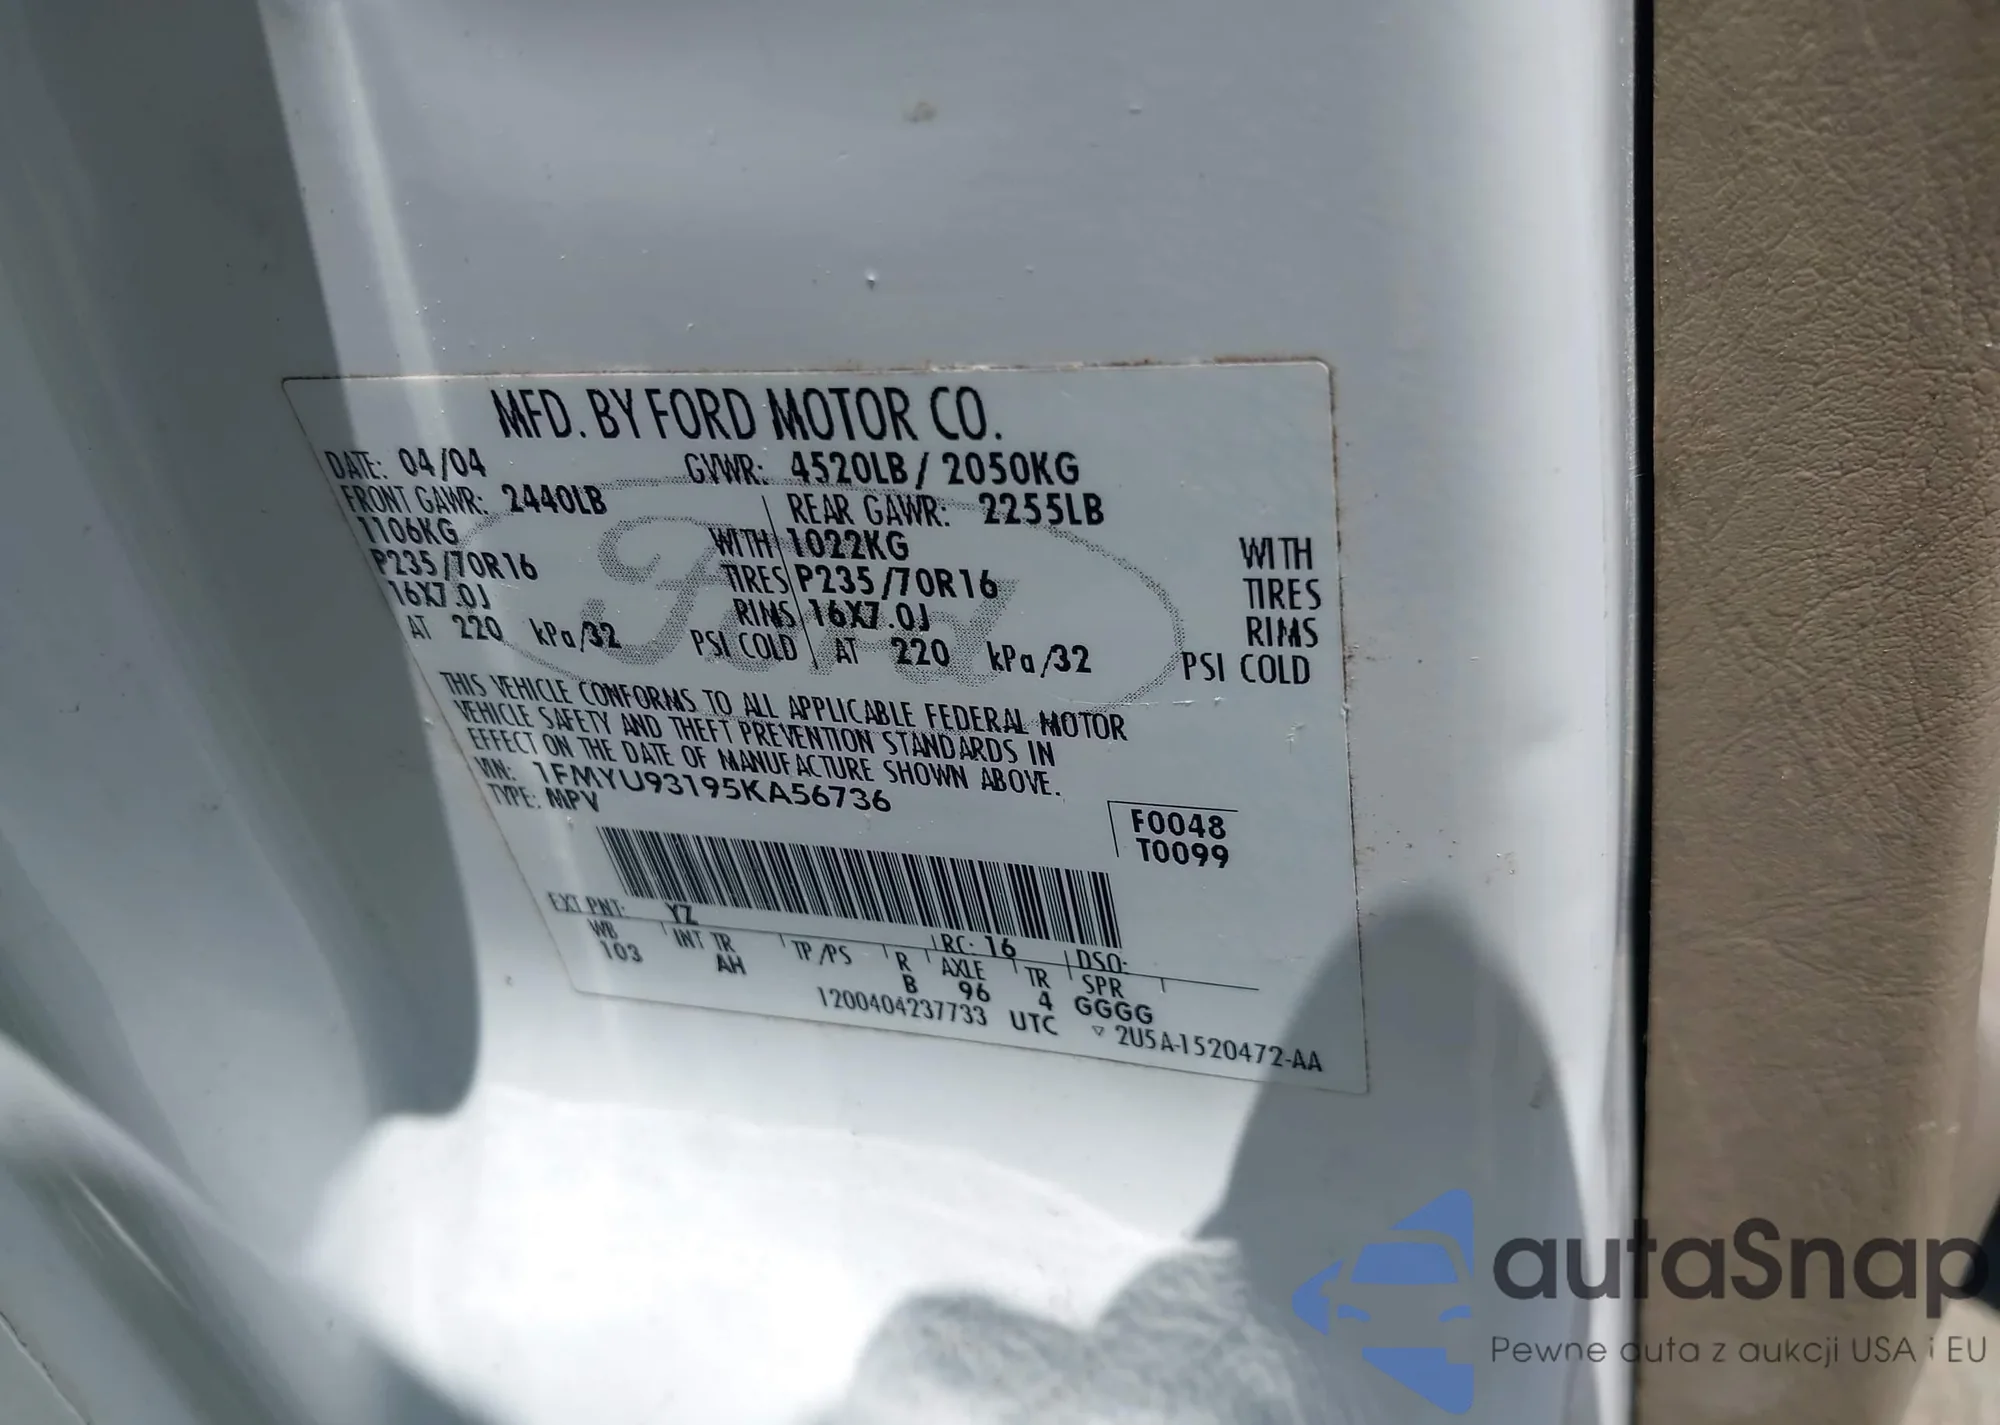 MFD. BY FORD MOTOR CO.
DATE: 04/04 GVWR: 4520LB / 2050KG
FRONT GAWR: 2440LB REAR GAWR: 2255LB
1106KG WITH 1022KG WITH
P235/70R16 TIRES P235/70R16 TIRES
16X7.0J RIMS 16X7.0J RIMS
AT 220 kPa/32 PSI COLD AT 220 kPa/32 PSI COLD
THIS VEHICLE CONFORMS TO ALL APPLICABLE FEDERAL MOTOR
VEHICLE SAFETY AND THEFT PREVENTION STANDARDS IN
EFFECT ON THE DATE OF MANUFACTURE SHOWN ABOVE.
VIN: 1FMYU93195KA56736
TYPE: MPV
F0048
T0099
EXT PNT: YZ RC: 16 DSO:
WB INT TR TP/PS R AXLE TR SPR
103 AH B 96 4 GGGG
1200404237733 UTC ▽ 2U5A-1520472-AA
Ford
autaSnap
Pewne auta z aukcji USA i EU